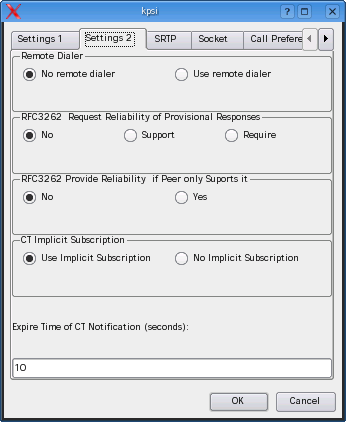 kpsi
Settings 1 Settings 2 SRTP Socket Call Prefere
Remote Dialer
No remote dialer Use remote dialer
RFC3262 Request Reliability of Provisional Responses
No Support Require
RFC3262 Provide Reliability if Peer only Suports it
No Yes
CT Implicit Subscription
Use Implicit Subscription No Implicit Subscription
Expire Time of CT Notification (seconds):
10
OK Cancel